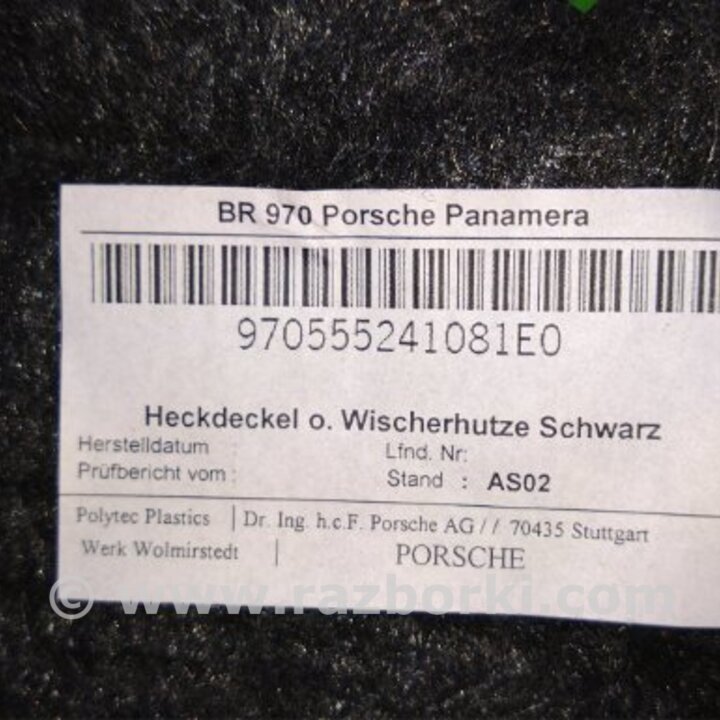 BR 970 Porsche Panamera
970555241081E0
Heckdeckel o. Wischerhutze Schwarz
Herstelldatum
Lfnd. Nr:
Prüfbericht vom :
Stand : AS02
Polytec Plastics | Dr. Ing. h.c.F. Porsche AG // 70435 Stuttgart
Werk Wolmirstedt | PORSCHE
© www.razborki.com